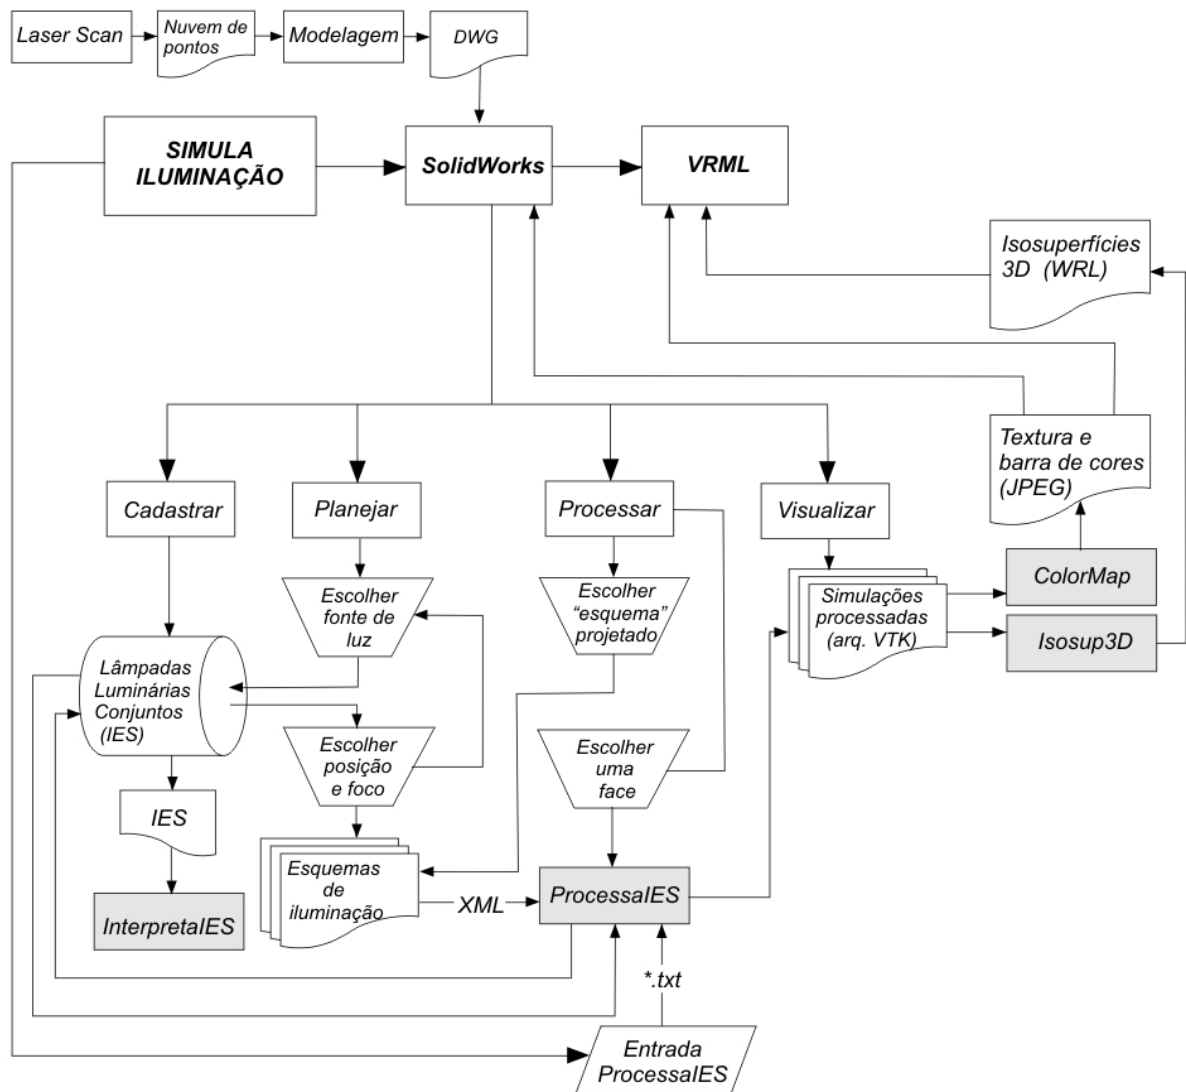 Laser Scan
Nuvem de
pontos
Modelagem
DWG
SIMULA
ILUMINAÇÃO
SolidWorks
VRML
Isosuperfícies
3D (WRL)
Textura e
barra de cores
(JPEG)
Cadastrar
Planejar
Processar
Visualizar
Escolher
fonte de
luz
Escolher
“esquema”
projetado
Simulações
processadas
(arq. VTK)
ColorMap
Isosup3D
Lâmpadas
Luminárias
Conjuntos
(IES)
Escolher
posição
e foco
Escolher
uma
face
IES
Esquemas
de
iluminação
XML
ProcessaIES
InterpretaIES
*.txt
Entrada
ProcessaIES